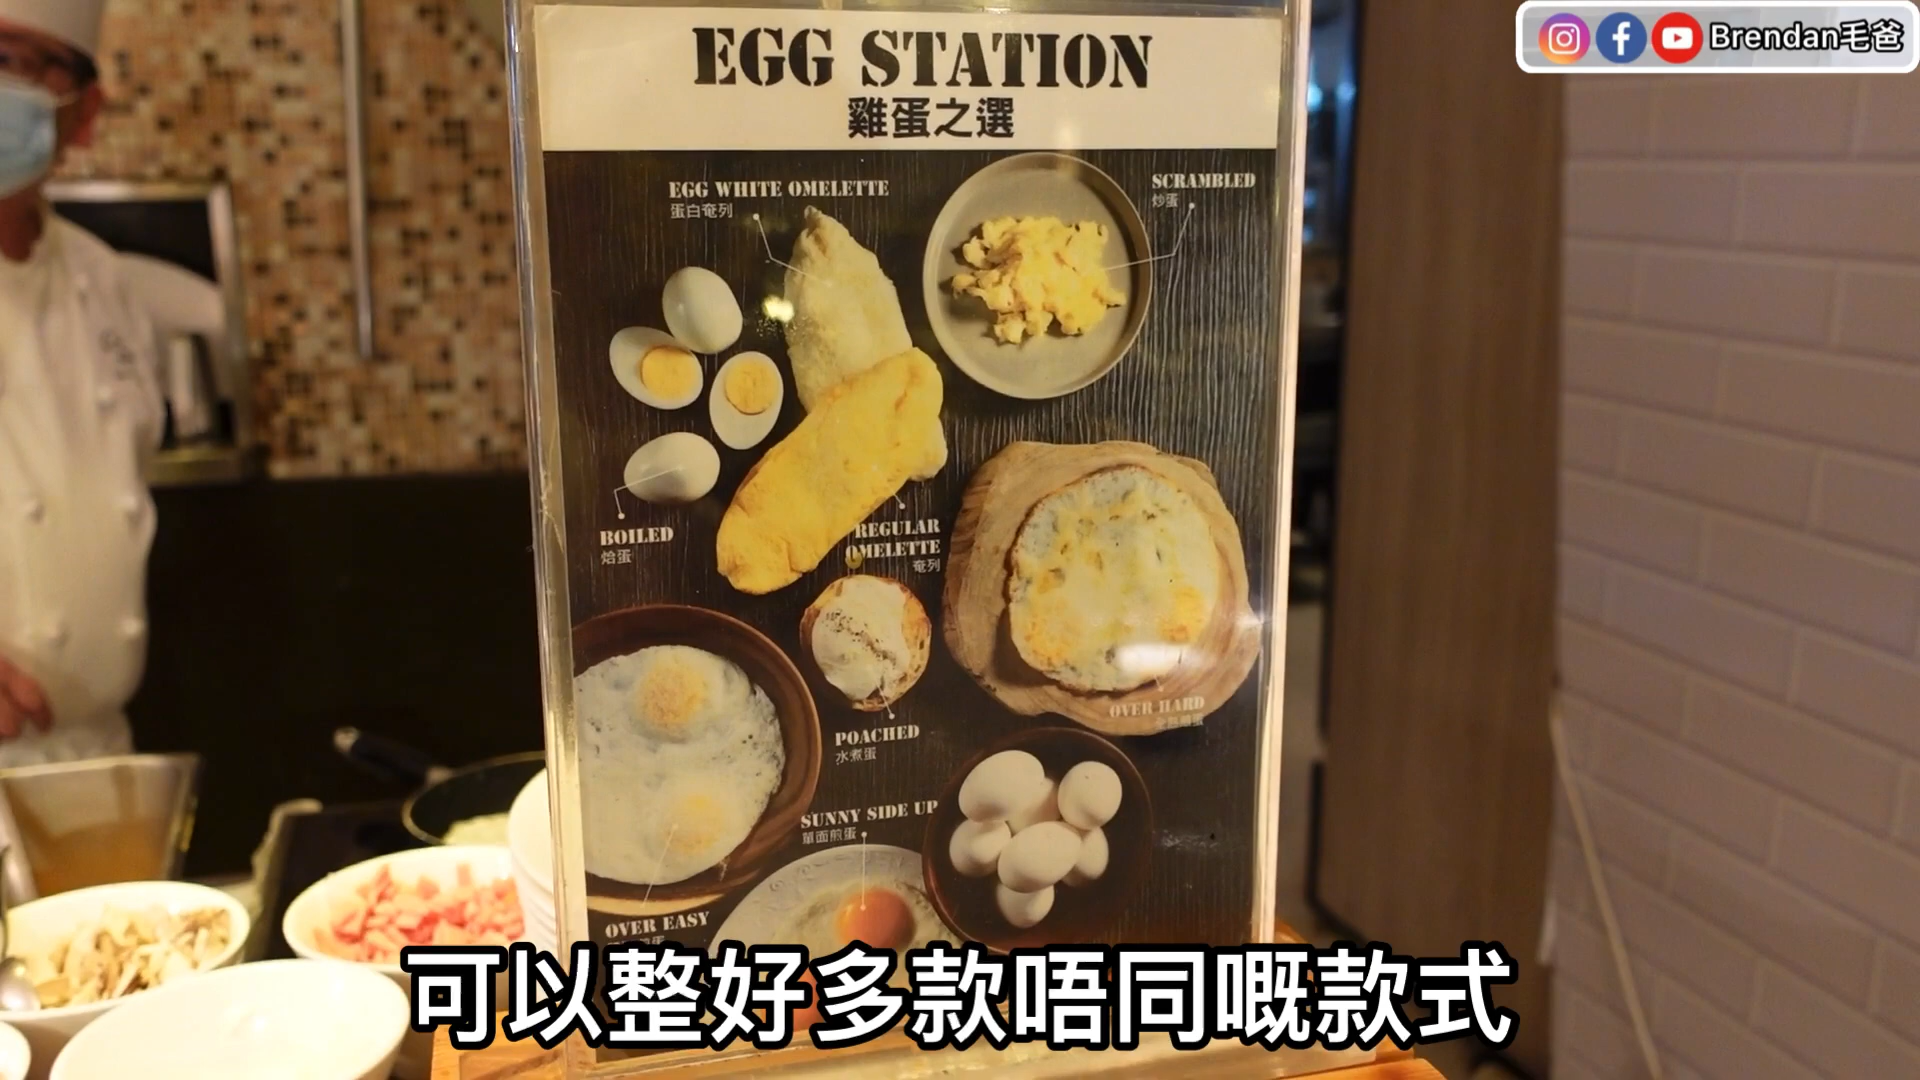 Brendan毛爸
EGG STATION
雞蛋之選
EGG WHITE OMELETTE
蛋白奄列
SCRAMBLED
炒蛋
BOILED
烚蛋
REGULAR
OMELETTE
奄列
OVER HARD
POACHED
水煮蛋
SUNNY SIDE UP
單面煎蛋
OVER EASY
可以整好多款唔同嘅款式